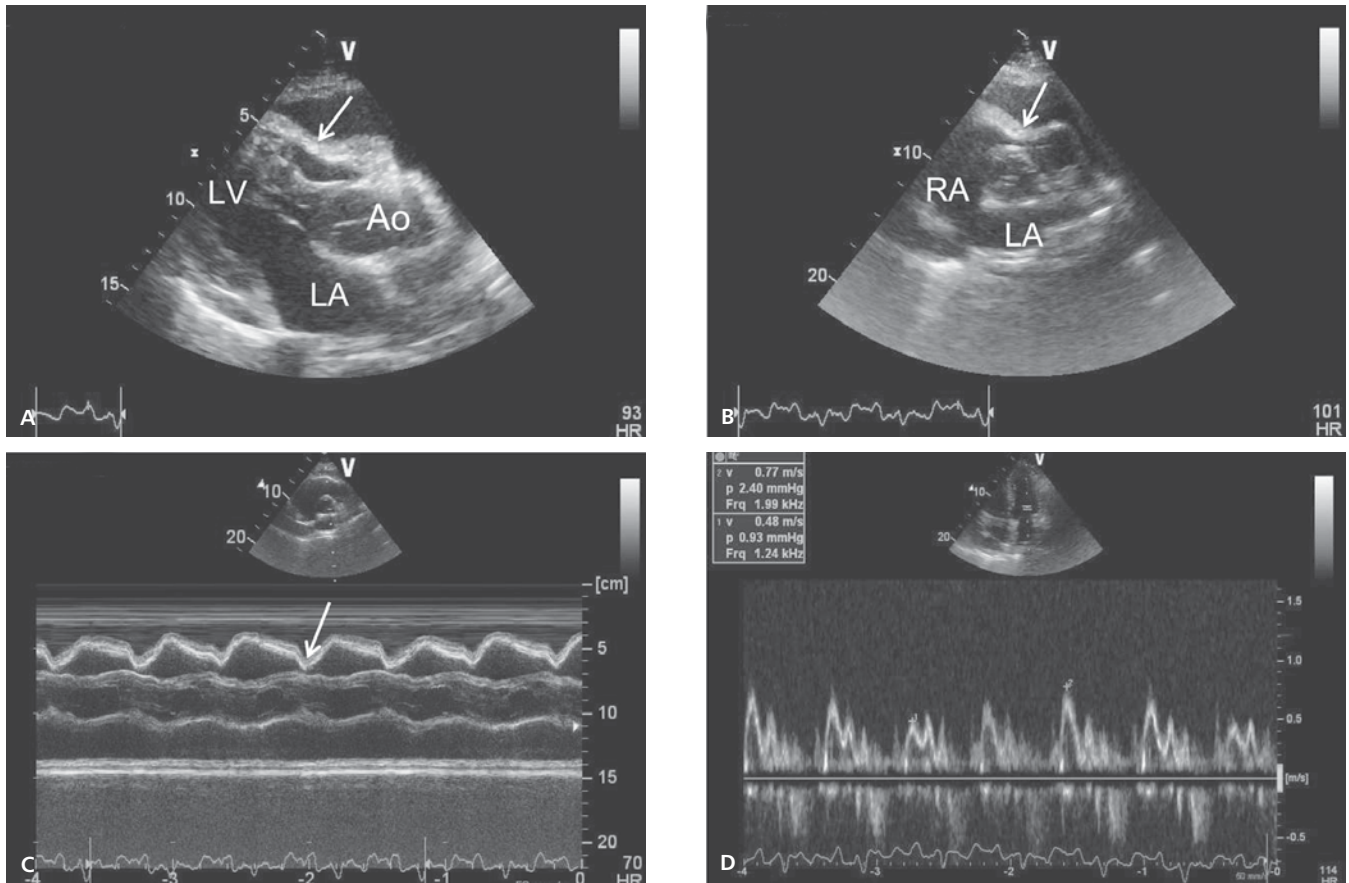 V
5
10
15
LV
Ao
LA
A
93
HR
V
10
20
RA
LA
B
101
HR
V
10
20
[cm]
5
10
15
20
-4
-3
-2
-1
0
C
70
HR
2 v 0.77 m/s
p 2.40 mmHg
Frq 1.99 kHz
1 v 0.48 m/s
p 0.93 mmHg
Frq 1.24 kHz
V
10
20
2
1
1.5
1.0
0.5
[m/s]
-0.5
-4
-3
-2
-1
0
D
114
HR